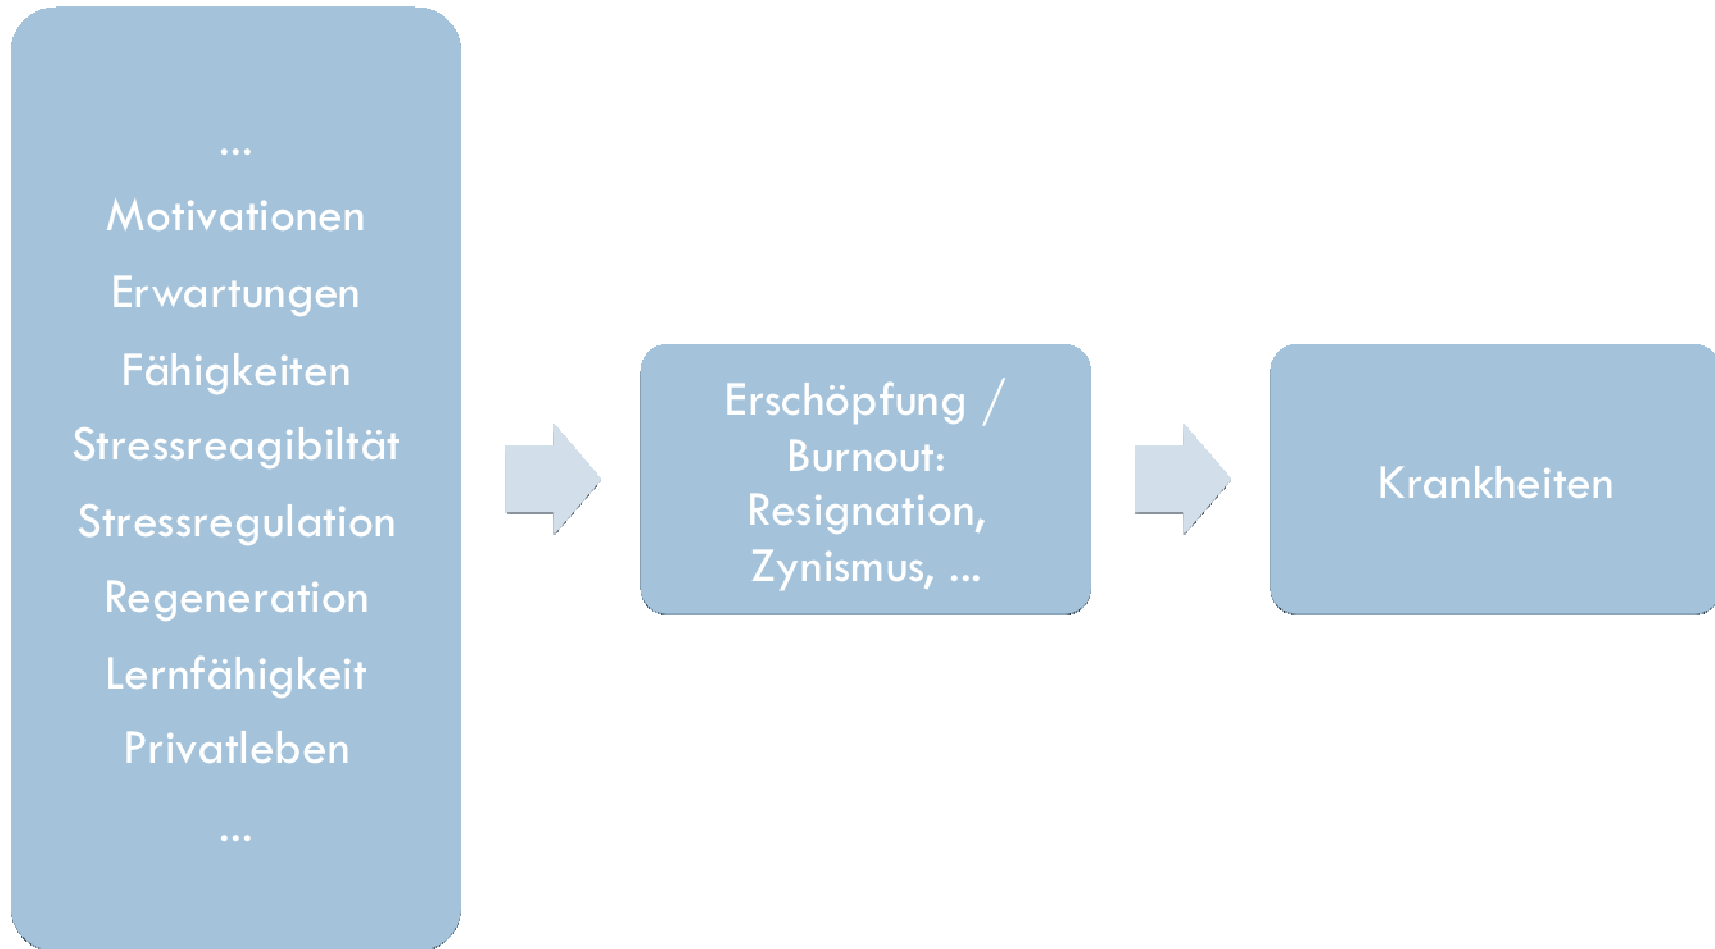 ...
Motivationen
Erwartungen
Fähigkeiten
Stressreagibiltät
Stressregulation
Regeneration
Lernfähigkeit
Privatleben
...
Erschöpfung /
Burnout:
Resignation,
Zynismus, ...
Krankheiten